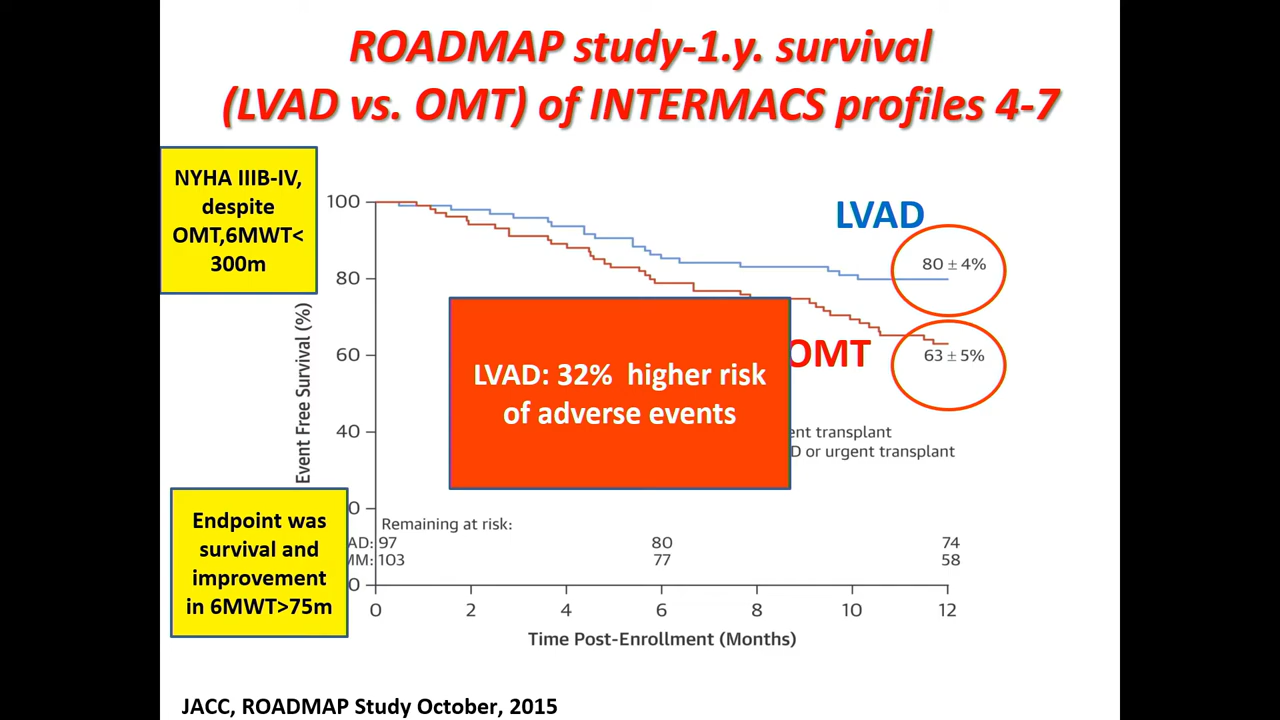 ROADMAP study-1.y. survival
(LVAD vs. OMT) of INTERMACS profiles 4-7
NYHA IIIB-IV,
despite
OMT,6MWT<
300m
LVAD
80 ± 4%
OMT
63 ± 5%
LVAD: 32% higher risk
of adverse events
transplant
or urgent transplant
Event Free Survival (%)
100
80
60
40
0
0
Endpoint was
survival and
improvement
in 6MWT>75m
Remaining at risk:
97 80 74
103 77 58
0 2 4 6 8 10 12
Time Post-Enrollment (Months)
JACC, ROADMAP Study October, 2015